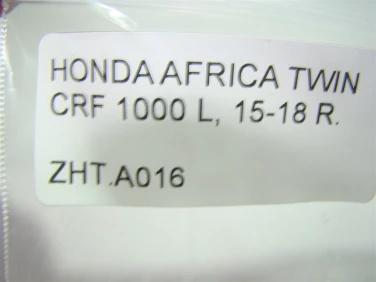 HONDA AFRICA TWIN
CRF 1000 L, 15-18 R.
ZHT.A016